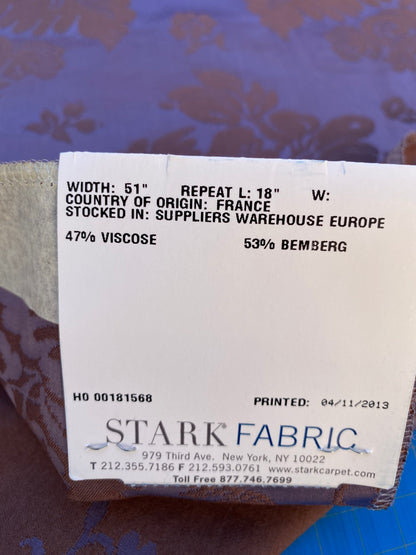 WIDTH: 51" REPEAT L: 18" W:
COUNTRY OF ORIGIN: FRANCE
STOCKED IN: SUPPLIERS WAREHOUSE EUROPE
47% VISCOSE 53% BEMBERG
H0 00181568 PRINTED: 04/11/2013
STARK® FABRIC
979 Third Ave. New York, NY 10022
T 212.355.7186 F 212.593.0761 www.starkcarpet.com
Toll Free 877.746.7699